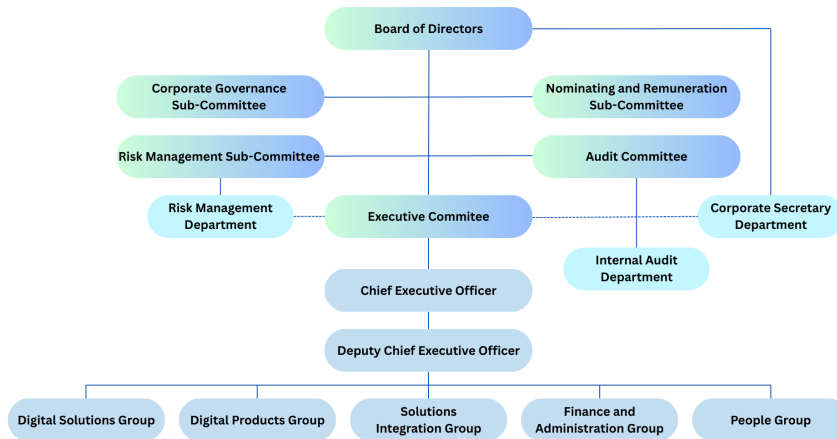 Board of Directors
Corporate Governance
Sub-Committee
Nominating and Remuneration
Sub-Committee
Risk Management Sub-Committee
Audit Committee
Risk Management
Department
Executive Commitee
Corporate Secretary
Department
Internal Audit
Department
Chief Executive Officer
Deputy Chief Executive Officer
Digital Solutions Group
Digital Products Group
Solutions
Integration Group
Finance and
Administration Group
People Group